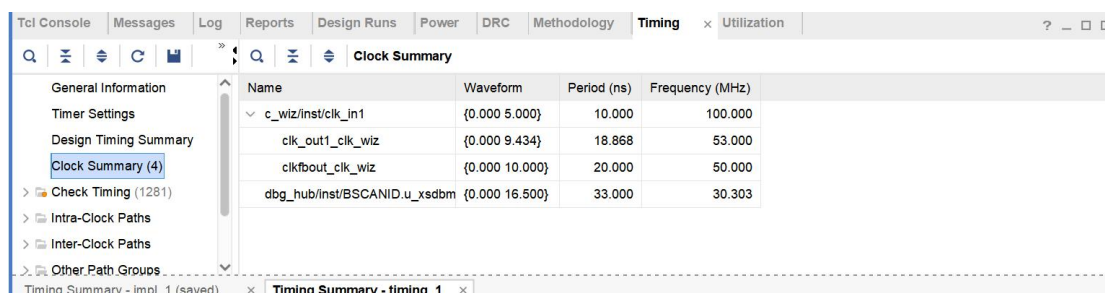 Tcl Console Messages Log Reports Design Runs Power DRC Methodology Timing × Utilization ? _
» Clock Summary
General Information
Timer Settings
Design Timing Summary
Clock Summary (4)
Check Timing (1281)
Intra-Clock Paths
Inter-Clock Paths
Other Path Groups
Name Waveform Period (ns) Frequency (MHz)
c_wiz/inst/clk_in1 {0.000 5.000} 10.000 100.000
clk_out1_clk_wiz {0.000 9.434} 18.868 53.000
clkfbout_clk_wiz {0.000 10.000} 20.000 50.000
dbg_hub/inst/BSCANID.u_xsdbm {0.000 16.500} 33.000 30.303
Timing Summary - impl_1 (saved) × Timing Summary - timing_1 ×